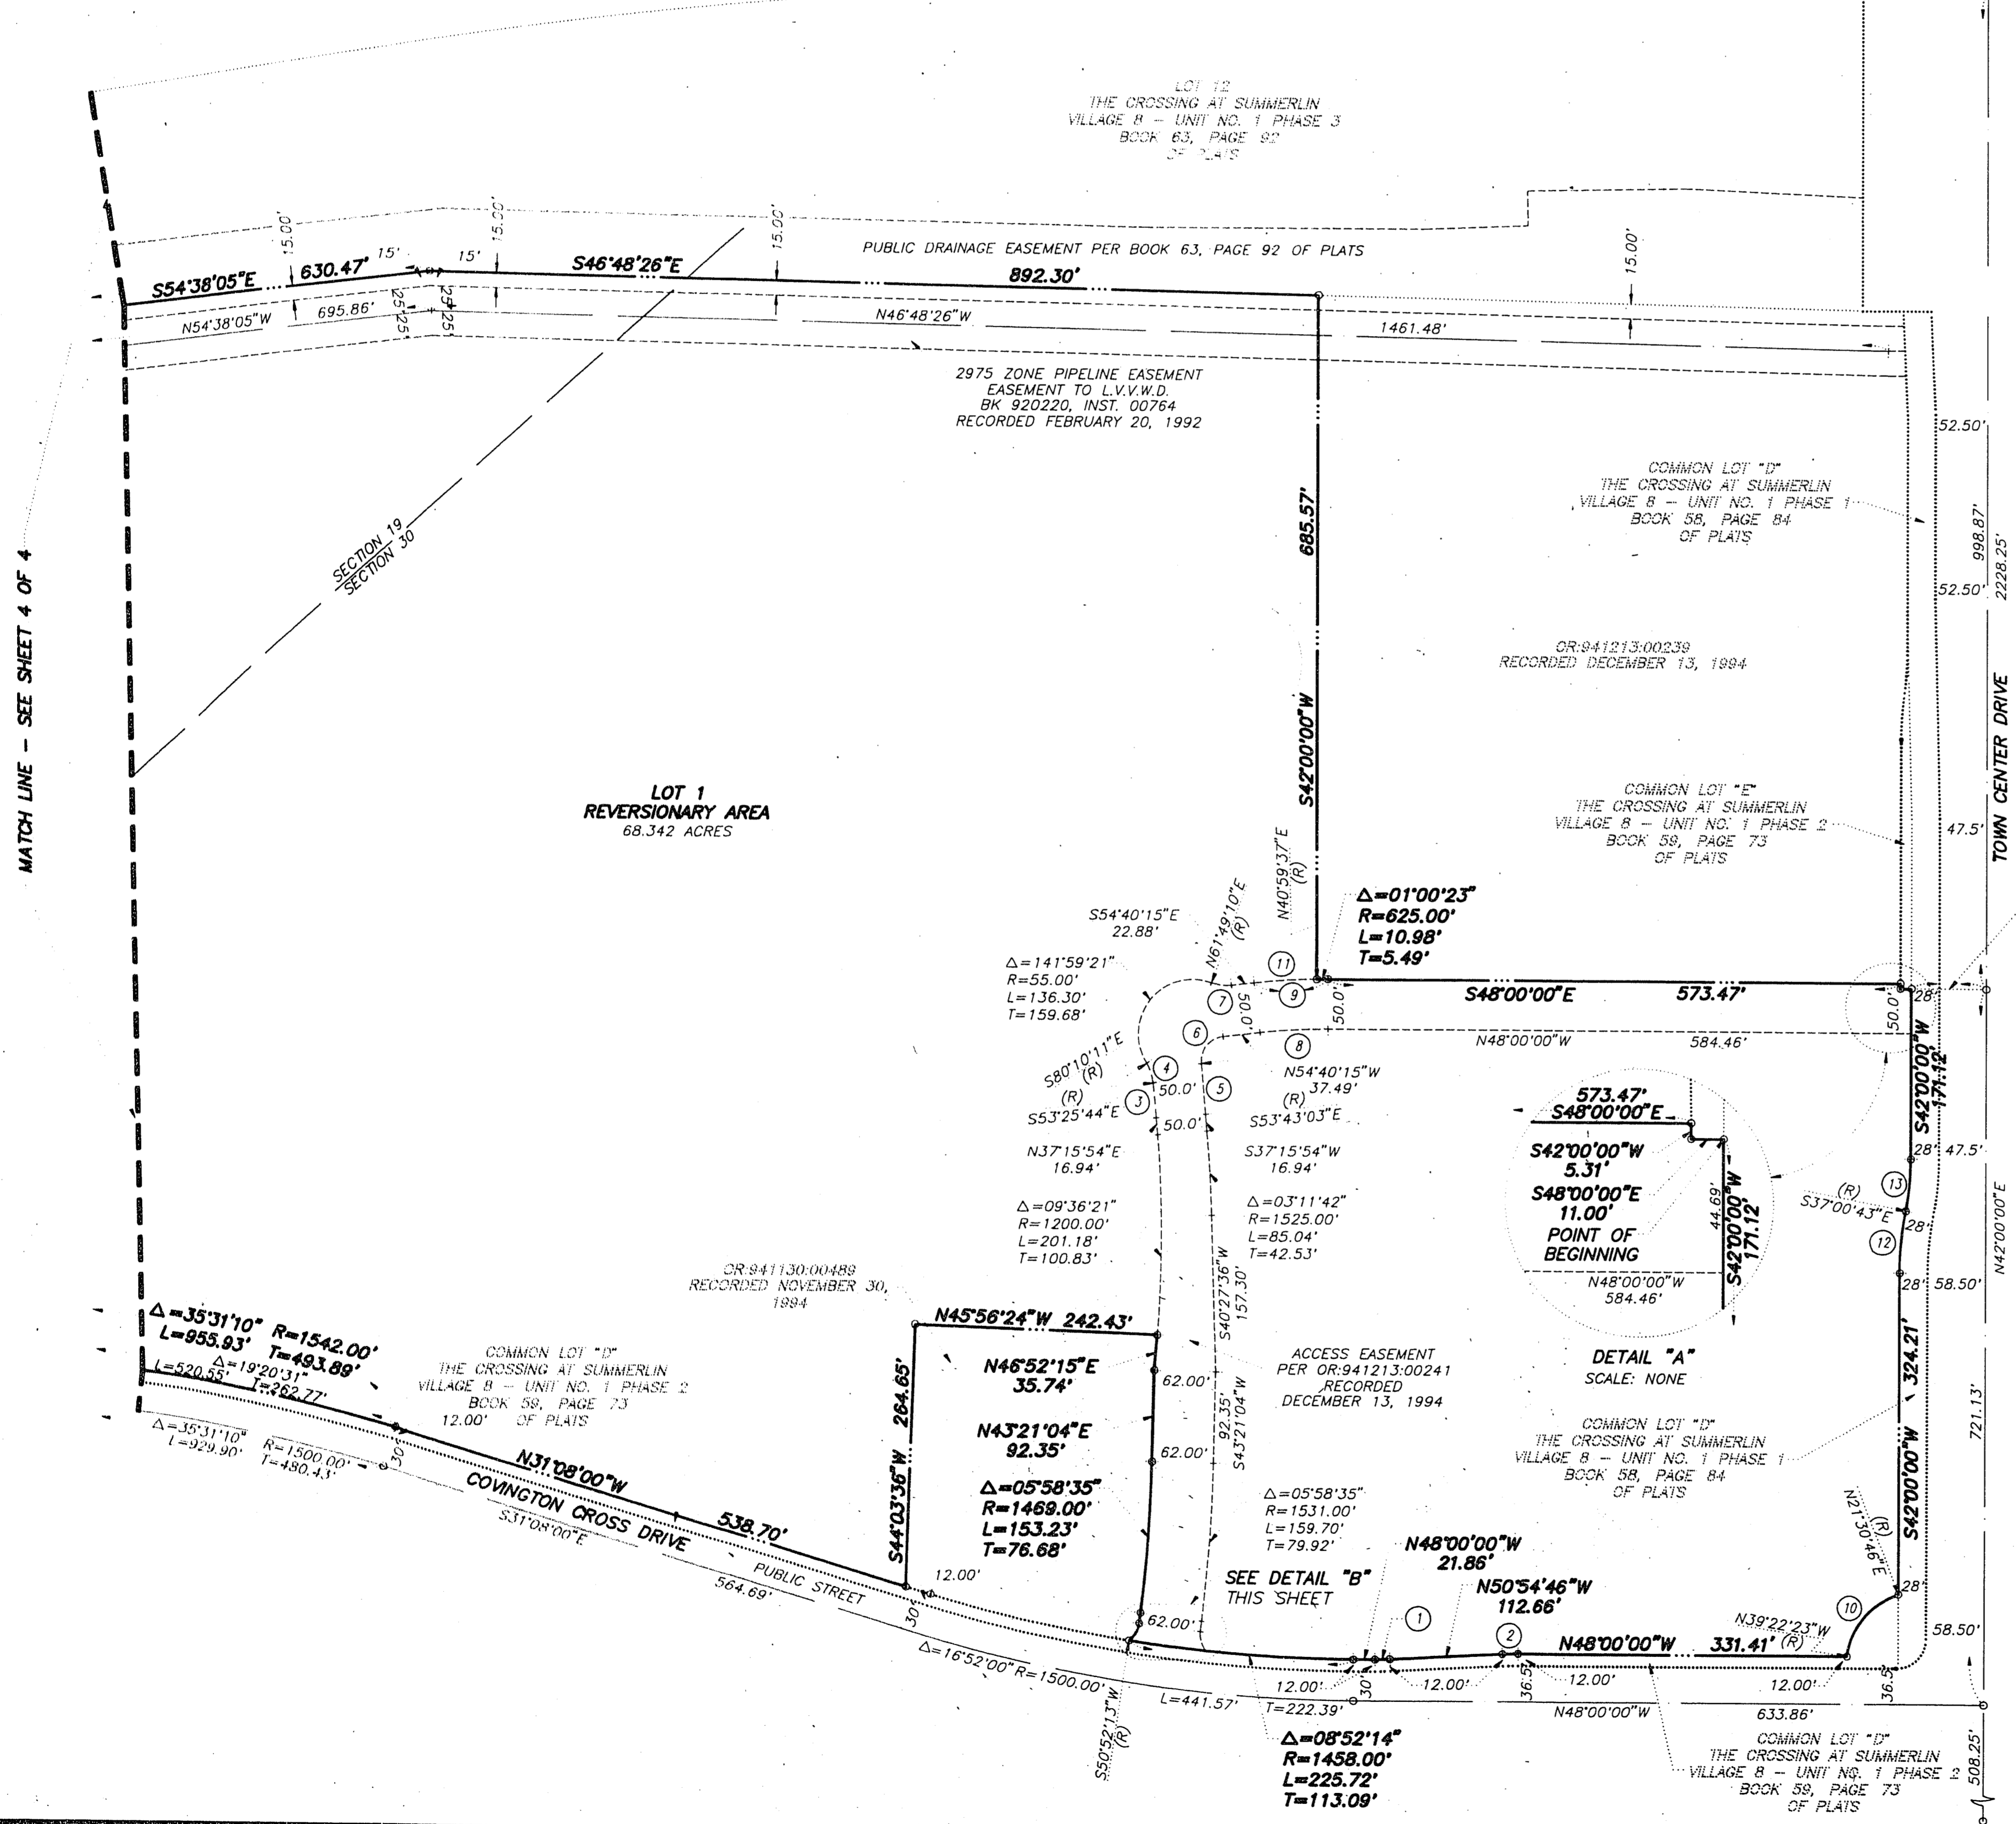 LOT 12
THE CROSSING AT SUMMERLIN
VILLAGE 8 - UNIT NO. 1 PHASE 3
BOOK 63, PAGE 92
OF PLATS
15.00'
15.00'
15.00'
15.00'
PUBLIC DRAINAGE EASEMENT PER BOOK 63, PAGE 92 OF PLATS
S54°38'05"E
630.47'
15'
15'
S46°48'26"E
892.30'
N54°38'05"W
695.86'
25'
25'
25'
25'
N46°48'26"W
1461.48'
2975 ZONE PIPELINE EASEMENT
EASEMENT TO L.V.V.W.D.
BK 920220, INST. 00764
RECORDED FEBRUARY 20, 1992
MATCH LINE - SEE SHEET 4 OF 4
SECTION 19
SECTION 30
685.57'
S42°00'00"W
COMMON LOT "D"
THE CROSSING AT SUMMERLIN
VILLAGE 8 - UNIT NO. 1 PHASE 1
BOOK 58, PAGE 84
OF PLATS
52.50'
52.50'
998.87'
2228.25'
TOWN CENTER DRIVE
OR:941213:00239
RECORDED DECEMBER 13, 1994
LOT 1
REVERSIONARY AREA
68.342 ACRES
COMMON LOT "E"
THE CROSSING AT SUMMERLIN
VILLAGE 8 - UNIT NO. 1 PHASE 2
BOOK 59, PAGE 73
OF PLATS
47.5'
N40°59'37"E
(R)
N61°49'10"E
(R)
S54°40'15"E
22.88'
Δ=01°00'23"
R=625.00'
L=10.98'
T=5.49'
Δ=141°59'21"
R=55.00'
L=136.30'
T=159.68'
11
7
9
50.0'
50.0'
S48°00'00"E
573.47'
50.0'
28'
6
8
N48°00'00"W
584.46'
S80°10'11"E
(R)
4
(R)
50.0'
5
3
S53°25'44"E
50.0'
N54°40'15"W
37.49'
(R)
S53°43'03"E
S42°00'00"W
171.12'
N37°15'54"E
16.94'
S37°15'54"W
16.94'
573.47'
S48°00'00"E
S42°00'00"W
5.31'
S48°00'00"E
11.00'
POINT OF
BEGINNING
44.69'
S42°00'00"W
171.12'
N48°00'00"W
584.46'
28'
47.5'
13
(R)
S37°00'43"E
28'
12
28'
58.50'
N42°00'00"E
Δ=09°36'21"
R=1200.00'
L=201.18'
T=100.83'
Δ=03°11'42"
R=1525.00'
L=85.04'
T=42.53'
S40°27'36"W
157.30'
OR:941130:00489
RECORDED NOVEMBER 30,
1994
N45°56'24"W 242.43'
DETAIL "A"
SCALE: NONE
Δ=35°31'10" R=1542.00'
L=955.93' T=493.89'
Δ=19°20'31"
L=520.55' T=262.77'
COMMON LOT "D"
THE CROSSING AT SUMMERLIN
VILLAGE 8 - UNIT NO. 1 PHASE 2
BOOK 59, PAGE 73
OF PLATS
12.00'
Δ=35°31'10" R=1500.00'
L=929.90' T=480.43'
30'
N31°08'00"W
538.70'
COVINGTON CROSS DRIVE
S31°08'00"E
PUBLIC STREET
564.69'
S44°03'36"W 264.65'
N46°52'15"E
35.74'
N43°21'04"E
92.35'
Δ=05°58'35"
R=1469.00'
L=153.23'
T=76.68'
62.00'
62.00'
62.00'
92.35'
S43°21'04"W
ACCESS EASEMENT
PER OR:941213:00241
RECORDED
DECEMBER 13, 1994
COMMON LOT "D"
THE CROSSING AT SUMMERLIN
VILLAGE 8 - UNIT NO. 1 PHASE 1
BOOK 58, PAGE 84
OF PLATS
324.21'
S42°00'00"W
721.13'
Δ=05°58'35"
R=1531.00'
L=159.70'
T=79.92'
N48°00'00"W
21.86'
N50°54'46"W
112.66'
SEE DETAIL "B"
THIS SHEET
N21°30'46"E
(R)
28'
58.50'
10
1
2
N39°22'23"W
(R)
N48°00'00"W 331.41'
12.00'
30'
Δ=16°52'00" R=1500.00'
L=441.57'
T=222.39'
12.00'
30'
12.00'
36.5'
12.00'
12.00'
36.5'
N48°00'00"W
633.86'
S50°52'13"W
(R)
Δ=08°52'14"
R=1458.00'
L=225.72'
T=113.09'
COMMON LOT "D"
THE CROSSING AT SUMMERLIN
VILLAGE 8 - UNIT NO. 1 PHASE 2
BOOK 59, PAGE 73
OF PLATS
508.25'